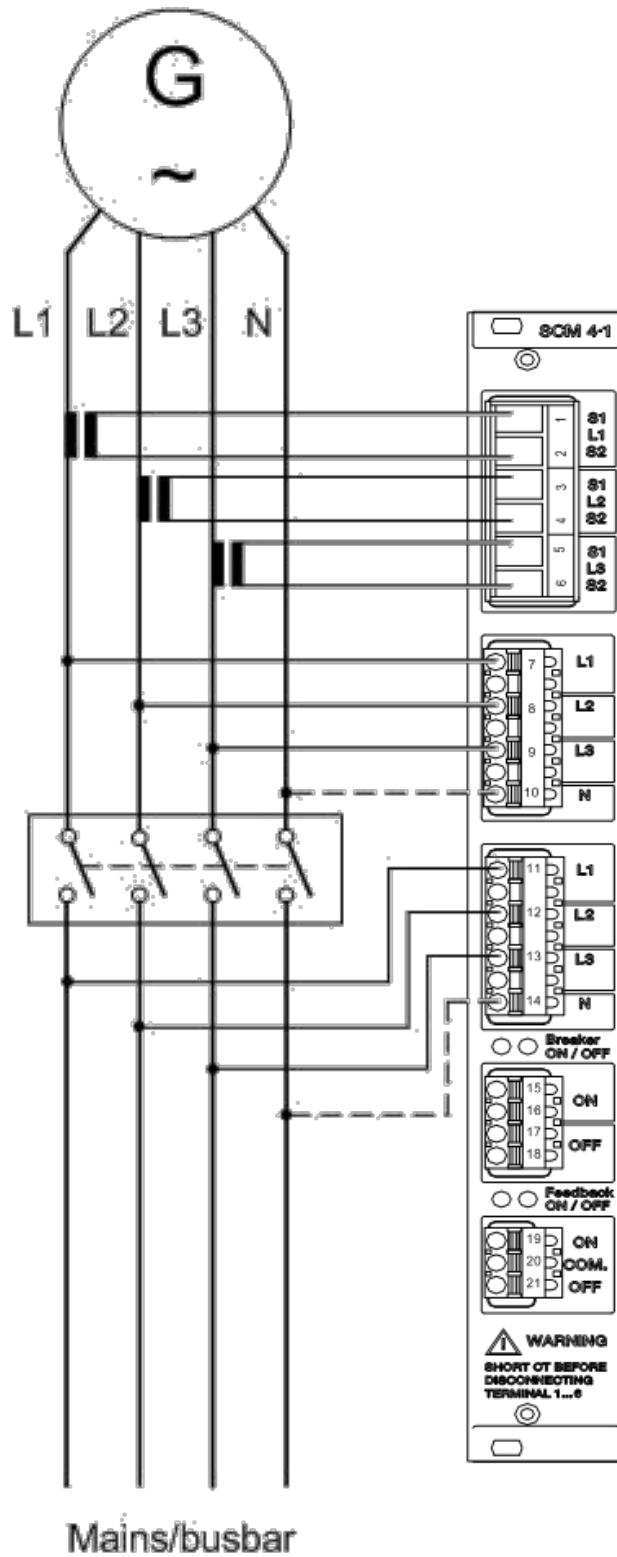 G
~
L1 L2 L3 N
SCM 4-1
1 S1
L1
2 S2
3 S1
L2
4 S2
5 S1
L3
6 S2
7 L1
8 L2
9 L3
10 N
11 L1
12 L2
13 L3
14 N
Breaker
ON / OFF
15
16 ON
17
18 OFF
Feedback
ON / OFF
19 ON
20 COM.
21 OFF
WARNING
SHORT CT BEFORE
DISCONNECTING
TERMINAL 1...6
Mains/busbar